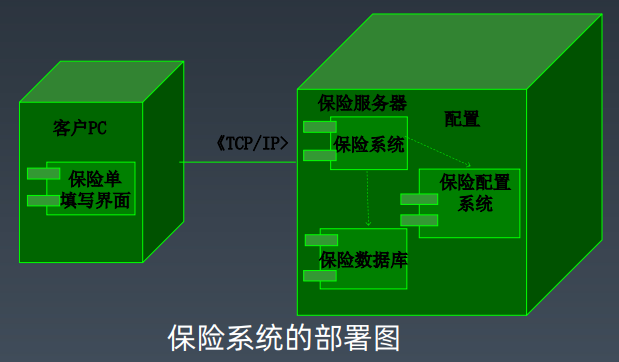 客户PC
保险单
填写界面
《TCP/IP>
保险服务器
配置
保险系统
保险配置
系统
保险数据库
保险系统的部署图